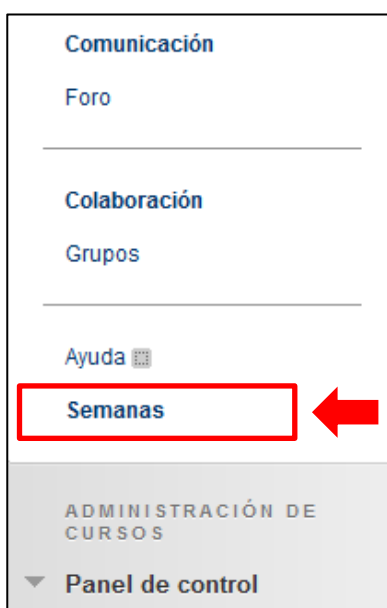 Comunicación
Foro
Colaboración
Grupos
Ayuda
Semanas
ADMINISTRACIÓN DE
CURSOS
Panel de control